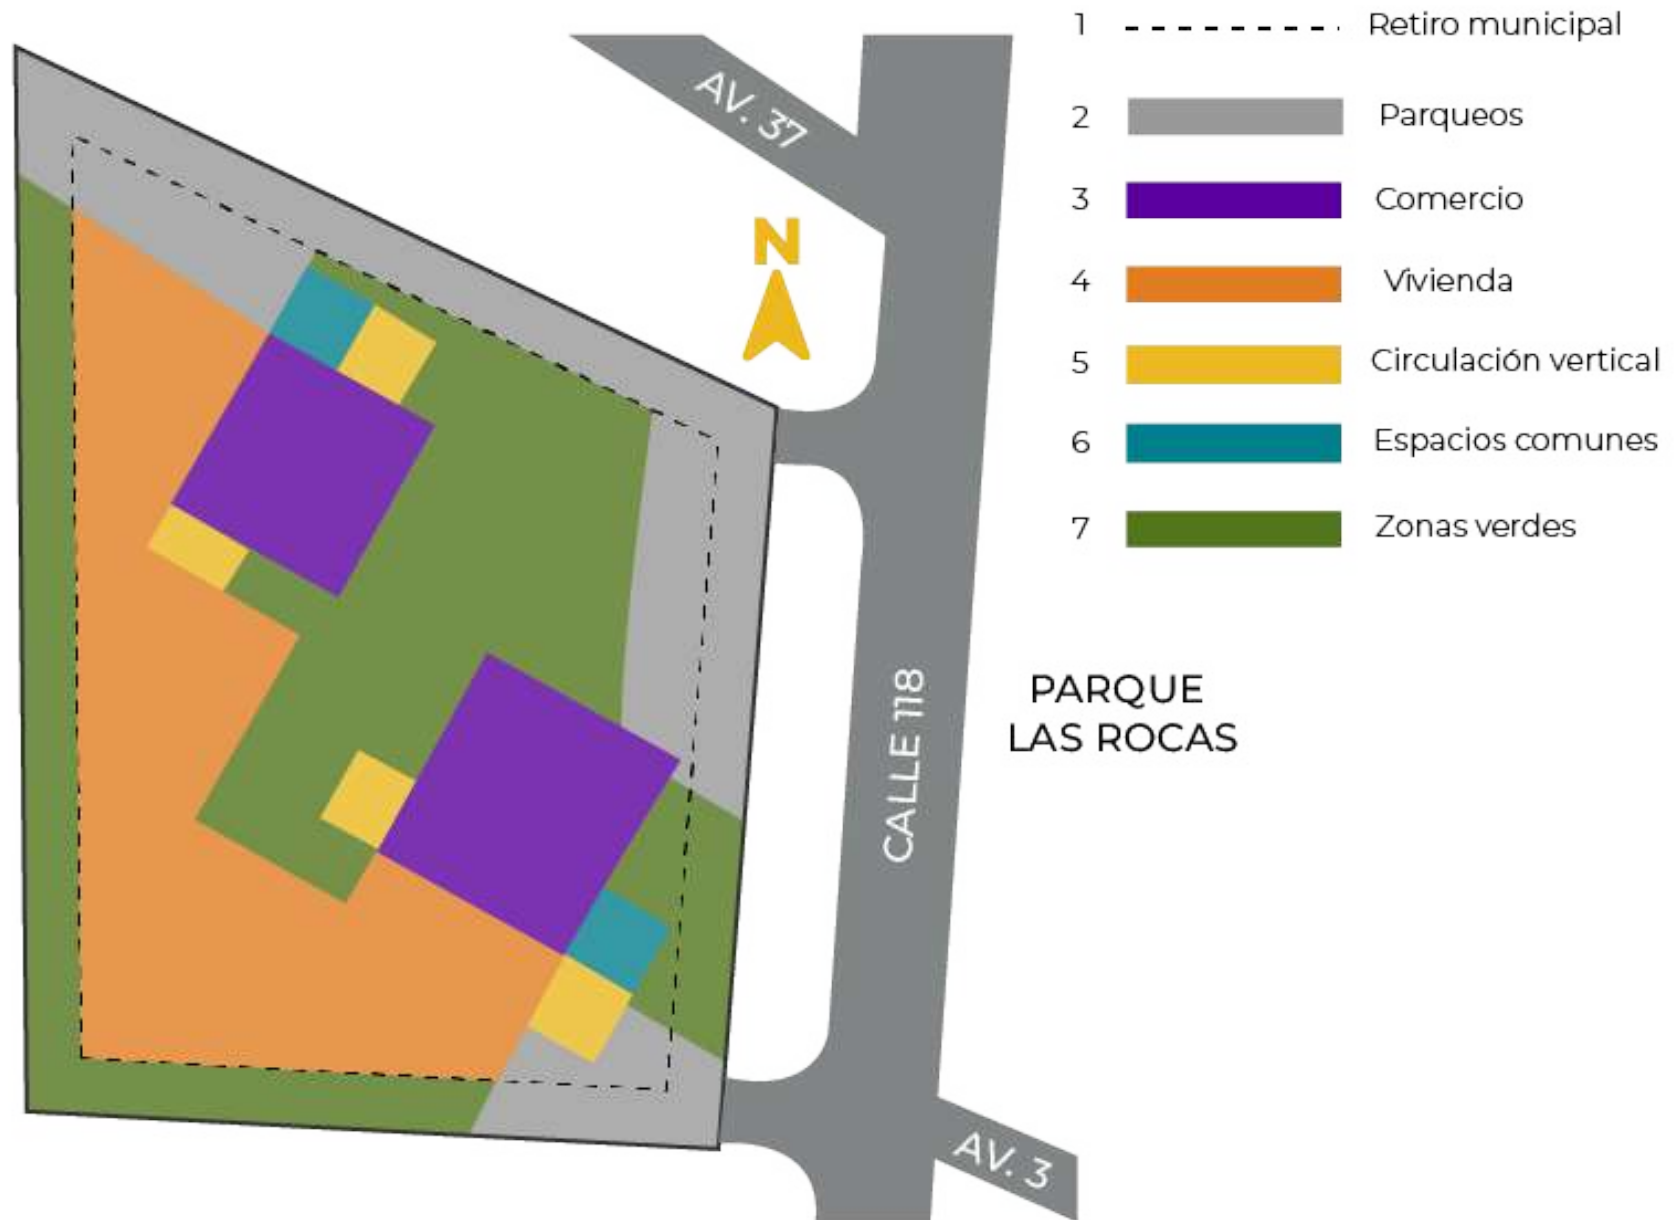 1 Retiro municipal
2 Parqueos
3 Comercio
4 Vivienda
5 Circulación vertical
6 Espacios comunes
7 Zonas verdes
AV. 37
N
CALLE 118
PARQUE
LAS ROCAS
AV. 3